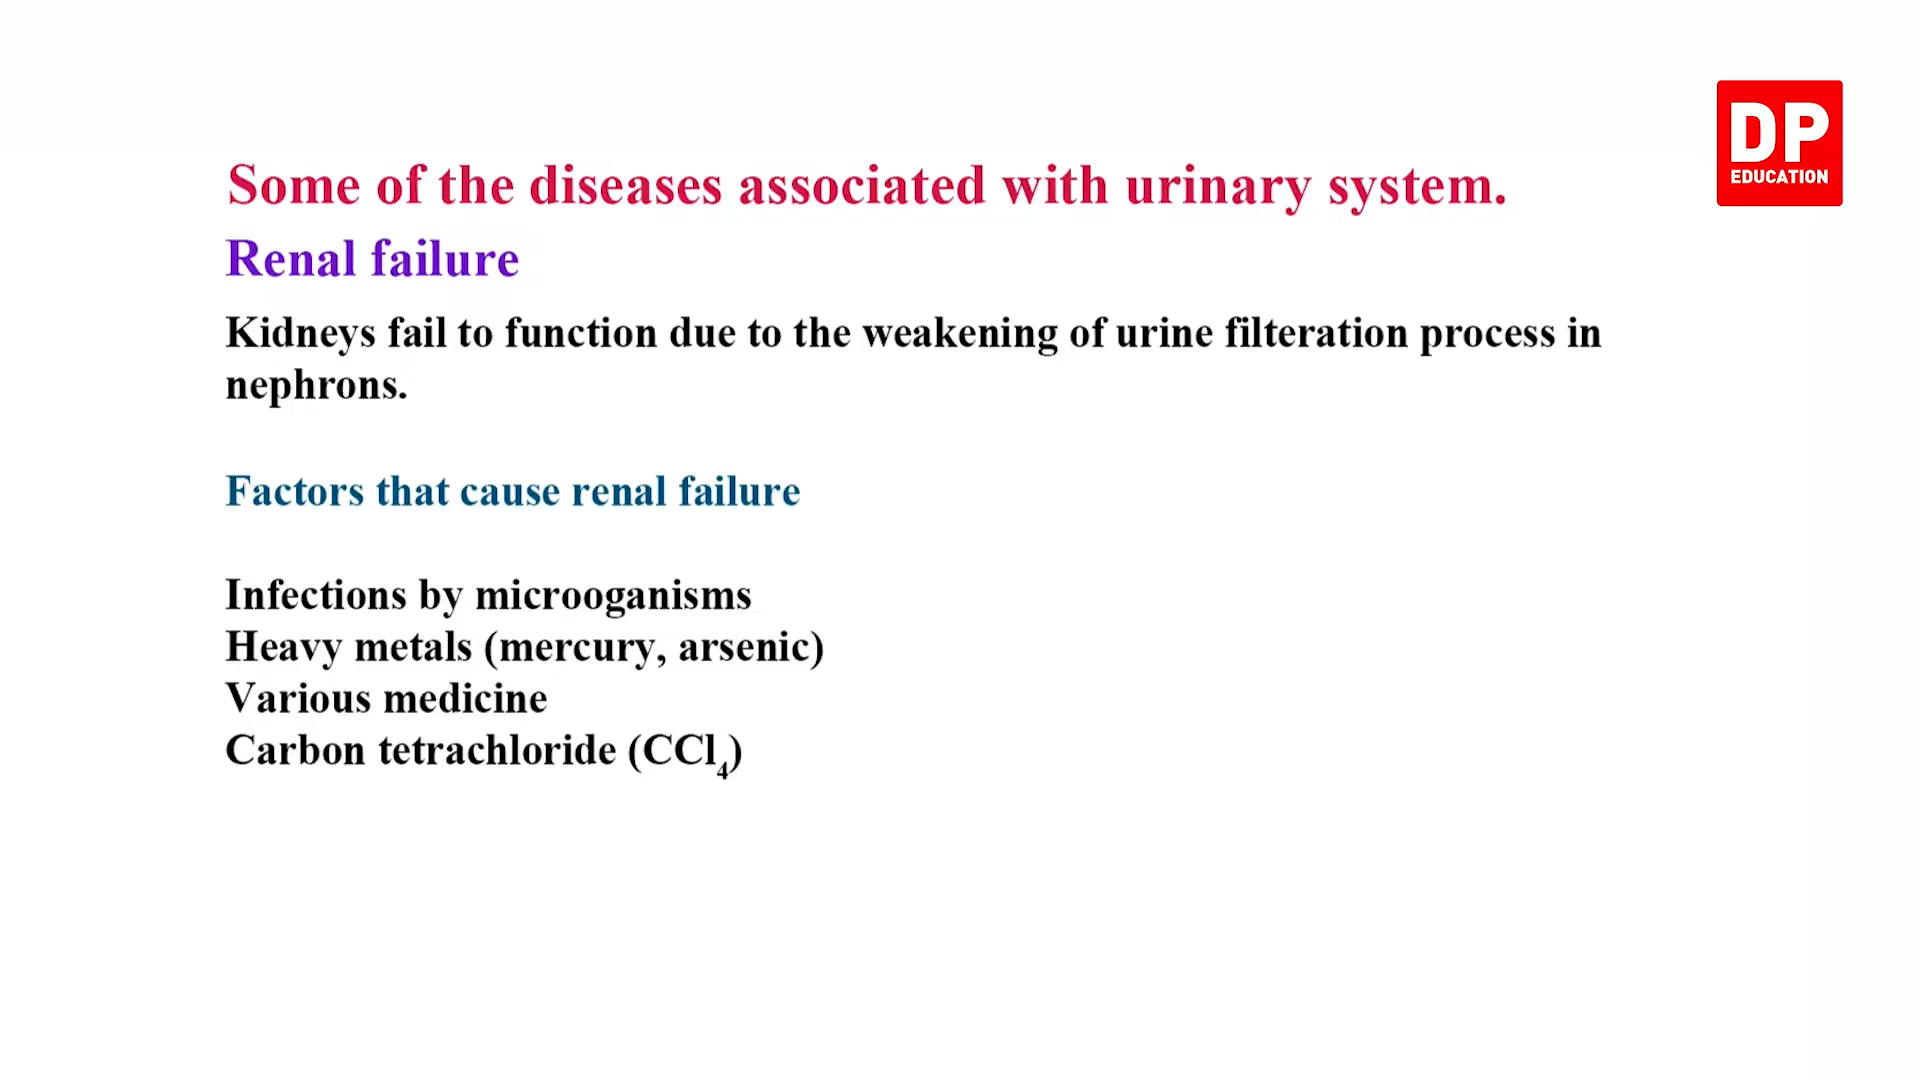 DP
EDUCATION
Some of the diseases associated with urinary system.
Renal failure
Kidneys fail to function due to the weakening of urine filteration process in
nephrons.
Factors that cause renal failure
Infections by microoganisms
Heavy metals (mercury, arsenic)
Various medicine
Carbon tetrachloride (CCl₄)